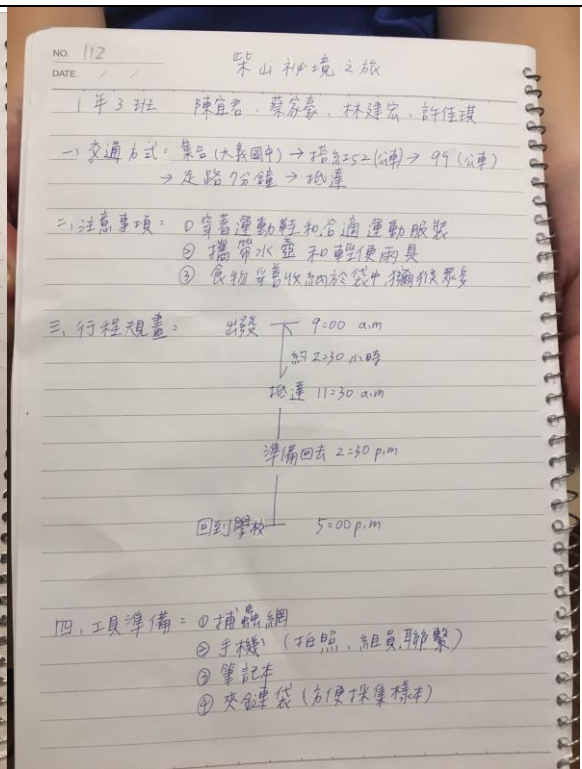 NO. 112
柴山祕境之旅
DATE / /
1年3班 陳宜君、蔡家豪、林建宏、許佳琪
一、交通方式：集合(大義國中)→搭紅52(公車)→99(公車)
→走路7分鐘→抵達
二、注意事項：①穿著運動鞋和合適運動服裝
②攜帶水壺和輕便雨具
③食物妥善收納於袋中，獼猴眾多
三、行程規畫：出發 9:00 a.m
約2:30小時
抵達 11:30 a.m
準備回去 2:30 p.m
回到學校 5:00 p.m
四、工具準備：①捕蟲網
②手機（拍照、組員聯繫）
③筆記本
④夾鏈袋(方便採集樣本)